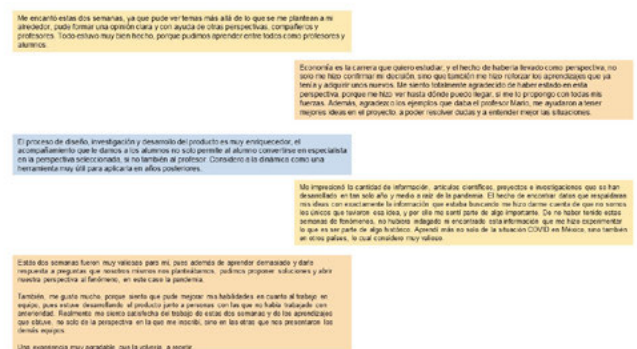 Me encantó estas dos semanas, ya que pude ver temas más allá de lo que se me plantean a mi
alrededor, pude formar una opinión clara y con ayuda de otras perspectivas, compañeros y
profesores. Todo estuvo muy bien hecho, porque pudimos aprender entre todos como profesores y
alumnos.
Economía es la carrera que quiero estudiar, y el hecho de haberla llevado como perspectiva, no
solo me hizo confirmar mi decisión, sino que también me hizo reforzar los aprendizajes que ya
tenía y adquirir unos nuevos. Me siento totalmente agradecido de haber estado en esta
perspectiva, porque me hizo ver hasta dónde puedo llegar, si me lo propongo con todas mis
fuerzas. Además, agradezco los ejemplos que daba el profesor Mario, me ayudaron a tener
mejores ideas en el proyecto, a poder resolver dudas y a entender mejor las situaciones.
El proceso de diseño, investigación y desarrollo del producto es muy enriquecedor, el
acompañamiento que le damos a los alumnos no solo permite al alumno convertirse en especialista
en la perspectiva seleccionada, si no también al profesor. Considero a la dinámica como una
herramienta muy útil para aplicarla en años posteriores.
Me impresionó la cantidad de información, artículos científicos, proyectos e investigaciones que se han
desarrollado en tan solo año y medio a raíz de la pandemia. El hecho de encontrar datos que respaldaran
mis ideas con exactamente la información que estaba buscando me hizo darme cuenta de que no somos
los únicos que tuvieron esa idea, y por ello me sentí parte de algo importante. De no haber tenido estas
semanas de fenómenos, no hubiera indagado ni encontrado esta información que me hizo experimentar
lo que es ser parte de algo histórico. Aprendí más no solo de la situación COVID en México, sino también
en otros países, lo cual considero muy valioso.
Estás dos semanas fueron muy valiosas para mí, pues además de aprender demasiado y darle
respuesta a preguntas que nosotros mismos nos planteábamos, pudimos proponer soluciones y abrir
nuestra perspectiva al fenómeno, en este caso la pandemia.
También, me gustó mucho, porque siento que pude mejorar mis habilidades en cuanto al trabajo en
equipo, pues estuve desarrollando el producto junto a personas con las que no había trabajado con
anterioridad. Realmente me siento satisfecha del trabajo de estas dos semanas y de los aprendizajes
que obtuve, no solo de la perspectiva en la que me inscribí, sino en las otras que nos presentaron los
demás equipos.
Una experiencia muy agradable, que la volvería a repetir.